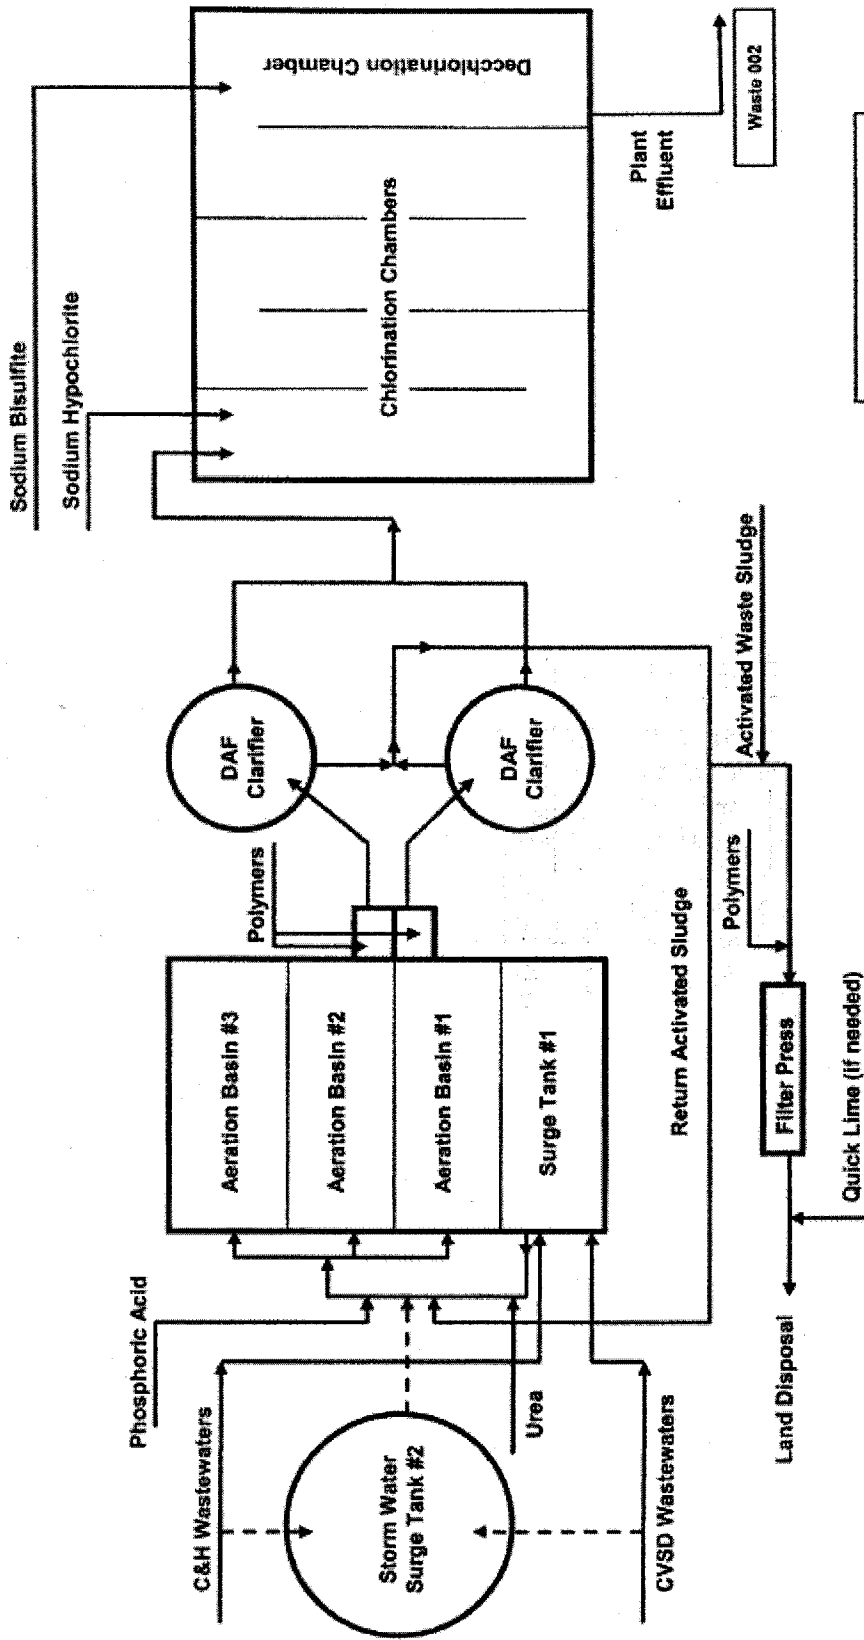 Sodium Bisulfite
Sodium Hypochlorite
Decchlorination Chamber
Chlorination Chambers
Plant
Effluent
Waste 002
DAF
Clarifier
DAF
Clarifier
Polymers
Aeration Basin #3
Aeration Basin #2
Aeration Basin #1
Surge Tank #1
Phosphoric Acid
C&H Wastewaters
Storm Water
Surge Tank #2
Urea
CVSD Wastewaters
Return Activated Sludge
Activated Waste Sludge
Polymers
Filter Press
Quick Lime (if needed)
Land Disposal